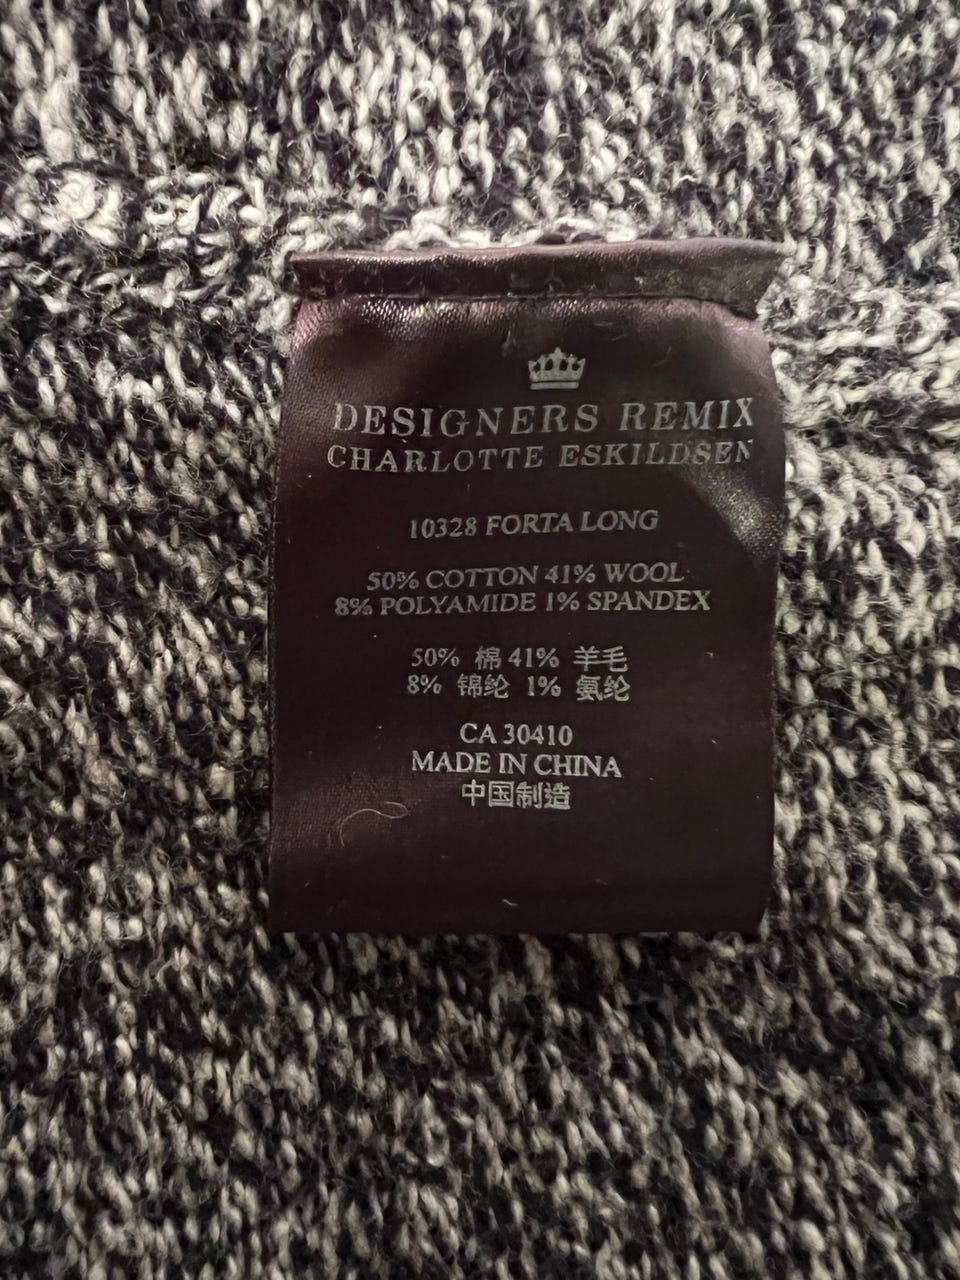 DESIGNERS REMIX
CHARLOTTE ESKILDSEN
10328 FORTA LONG
50% COTTON 41% WOOL
8% POLYAMIDE 1% SPANDEX
50% 棉 41% 羊毛
8% 锦纶 1% 氨纶
CA 30410
MADE IN CHINA
中国制造